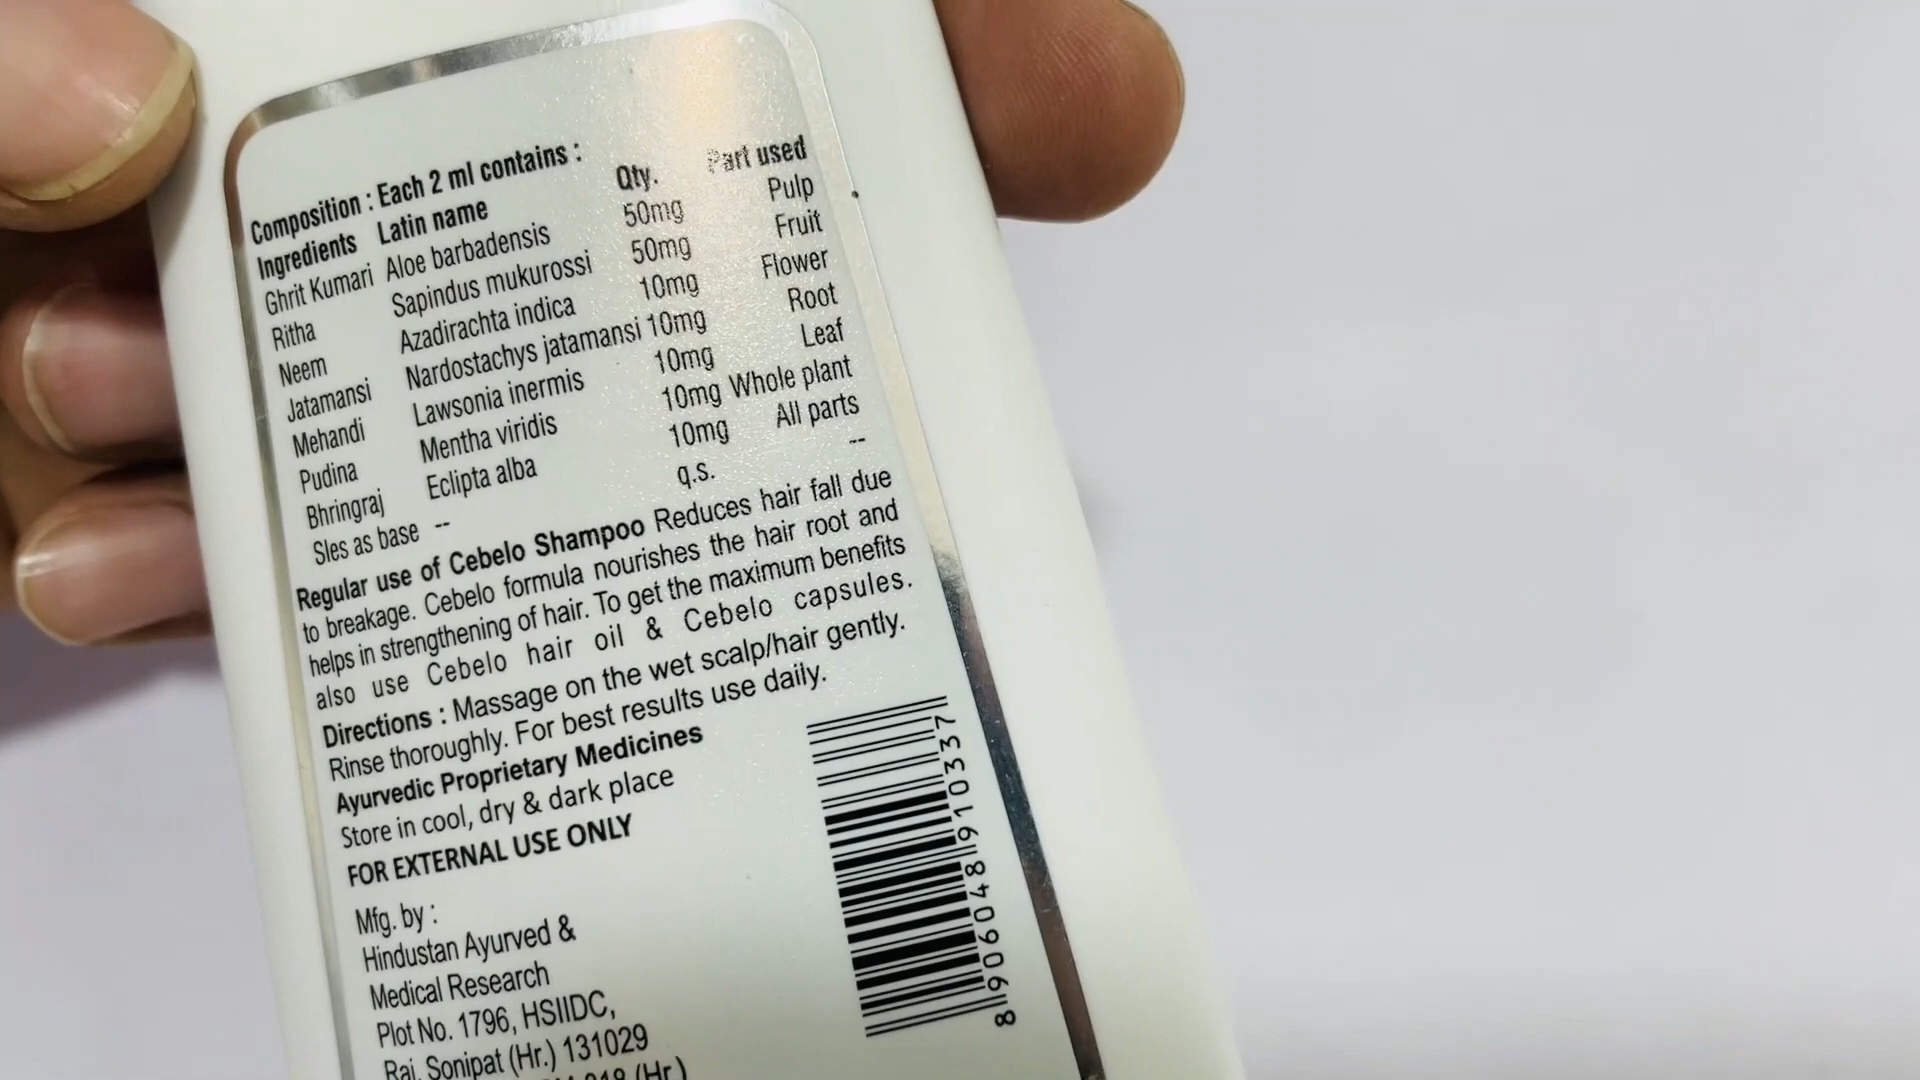 Composition : Each 2 ml contains :
Ingredients Latin name Qty. Part used
Ghrit Kumari Aloe barbadensis 50mg Pulp
Ritha Sapindus mukurossi 50mg Fruit
Neem Azadirachta indica 10mg Flower
Jatamansi Nardostachys jatamansi 10mg Root
Mehandi Lawsonia inermis 10mg Leaf
Pudina Mentha viridis 10mg Whole plant
Bhringraj Eclipta alba 10mg All parts
Sles as base -- q.s. --
Regular use of Cebelo Shampoo Reduces hair fall due
to breakage. Cebelo formula nourishes the hair root and
helps in strengthening of hair. To get the maximum benefits
also use Cebelo hair oil & Cebelo capsules.
Directions : Massage on the wet scalp/hair gently.
Rinse thoroughly. For best results use daily.
Ayurvedic Proprietary Medicines
Store in cool, dry & dark place
FOR EXTERNAL USE ONLY
Mfg. by :
Hindustan Ayurved &
Medical Research
Plot No. 1796, HSIIDC,
Rai, Sonipat (Hr.) 131029
(Hr.)
8906048910337